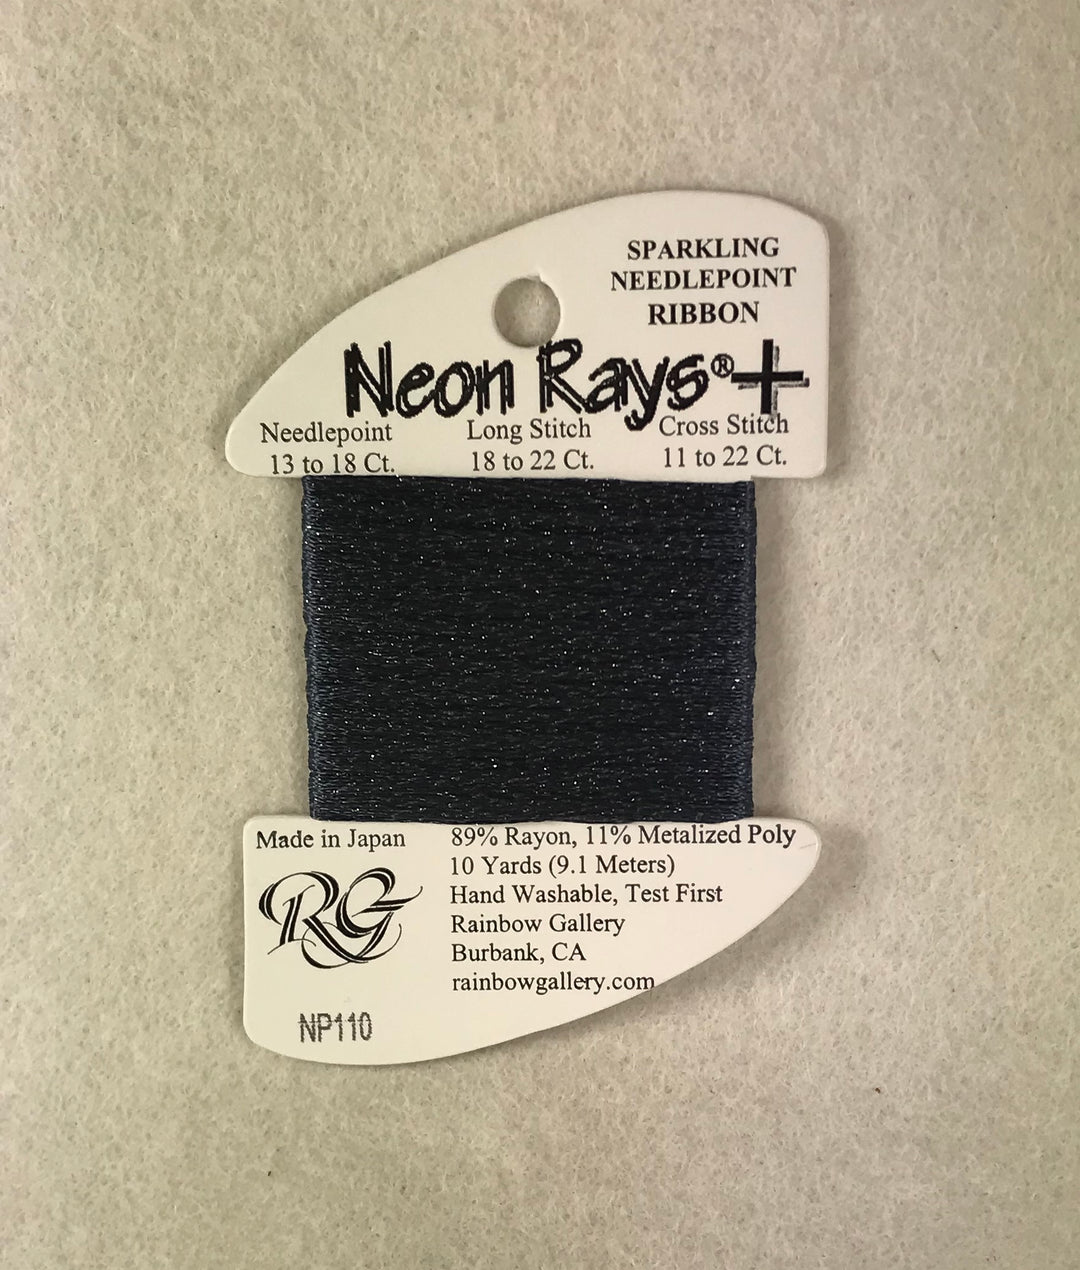 SPARKLING
NEEDLEPOINT
RIBBON
Neon Rays®+
Needlepoint Long Stitch Cross Stitch
13 to 18 Ct. 18 to 22 Ct. 11 to 22 Ct.
Made in Japan
RG
NP110
89% Rayon, 11% Metalized Poly
10 Yards (9.1 Meters)
Hand Washable, Test First
Rainbow Gallery
Burbank, CA
rainbowgallery.com